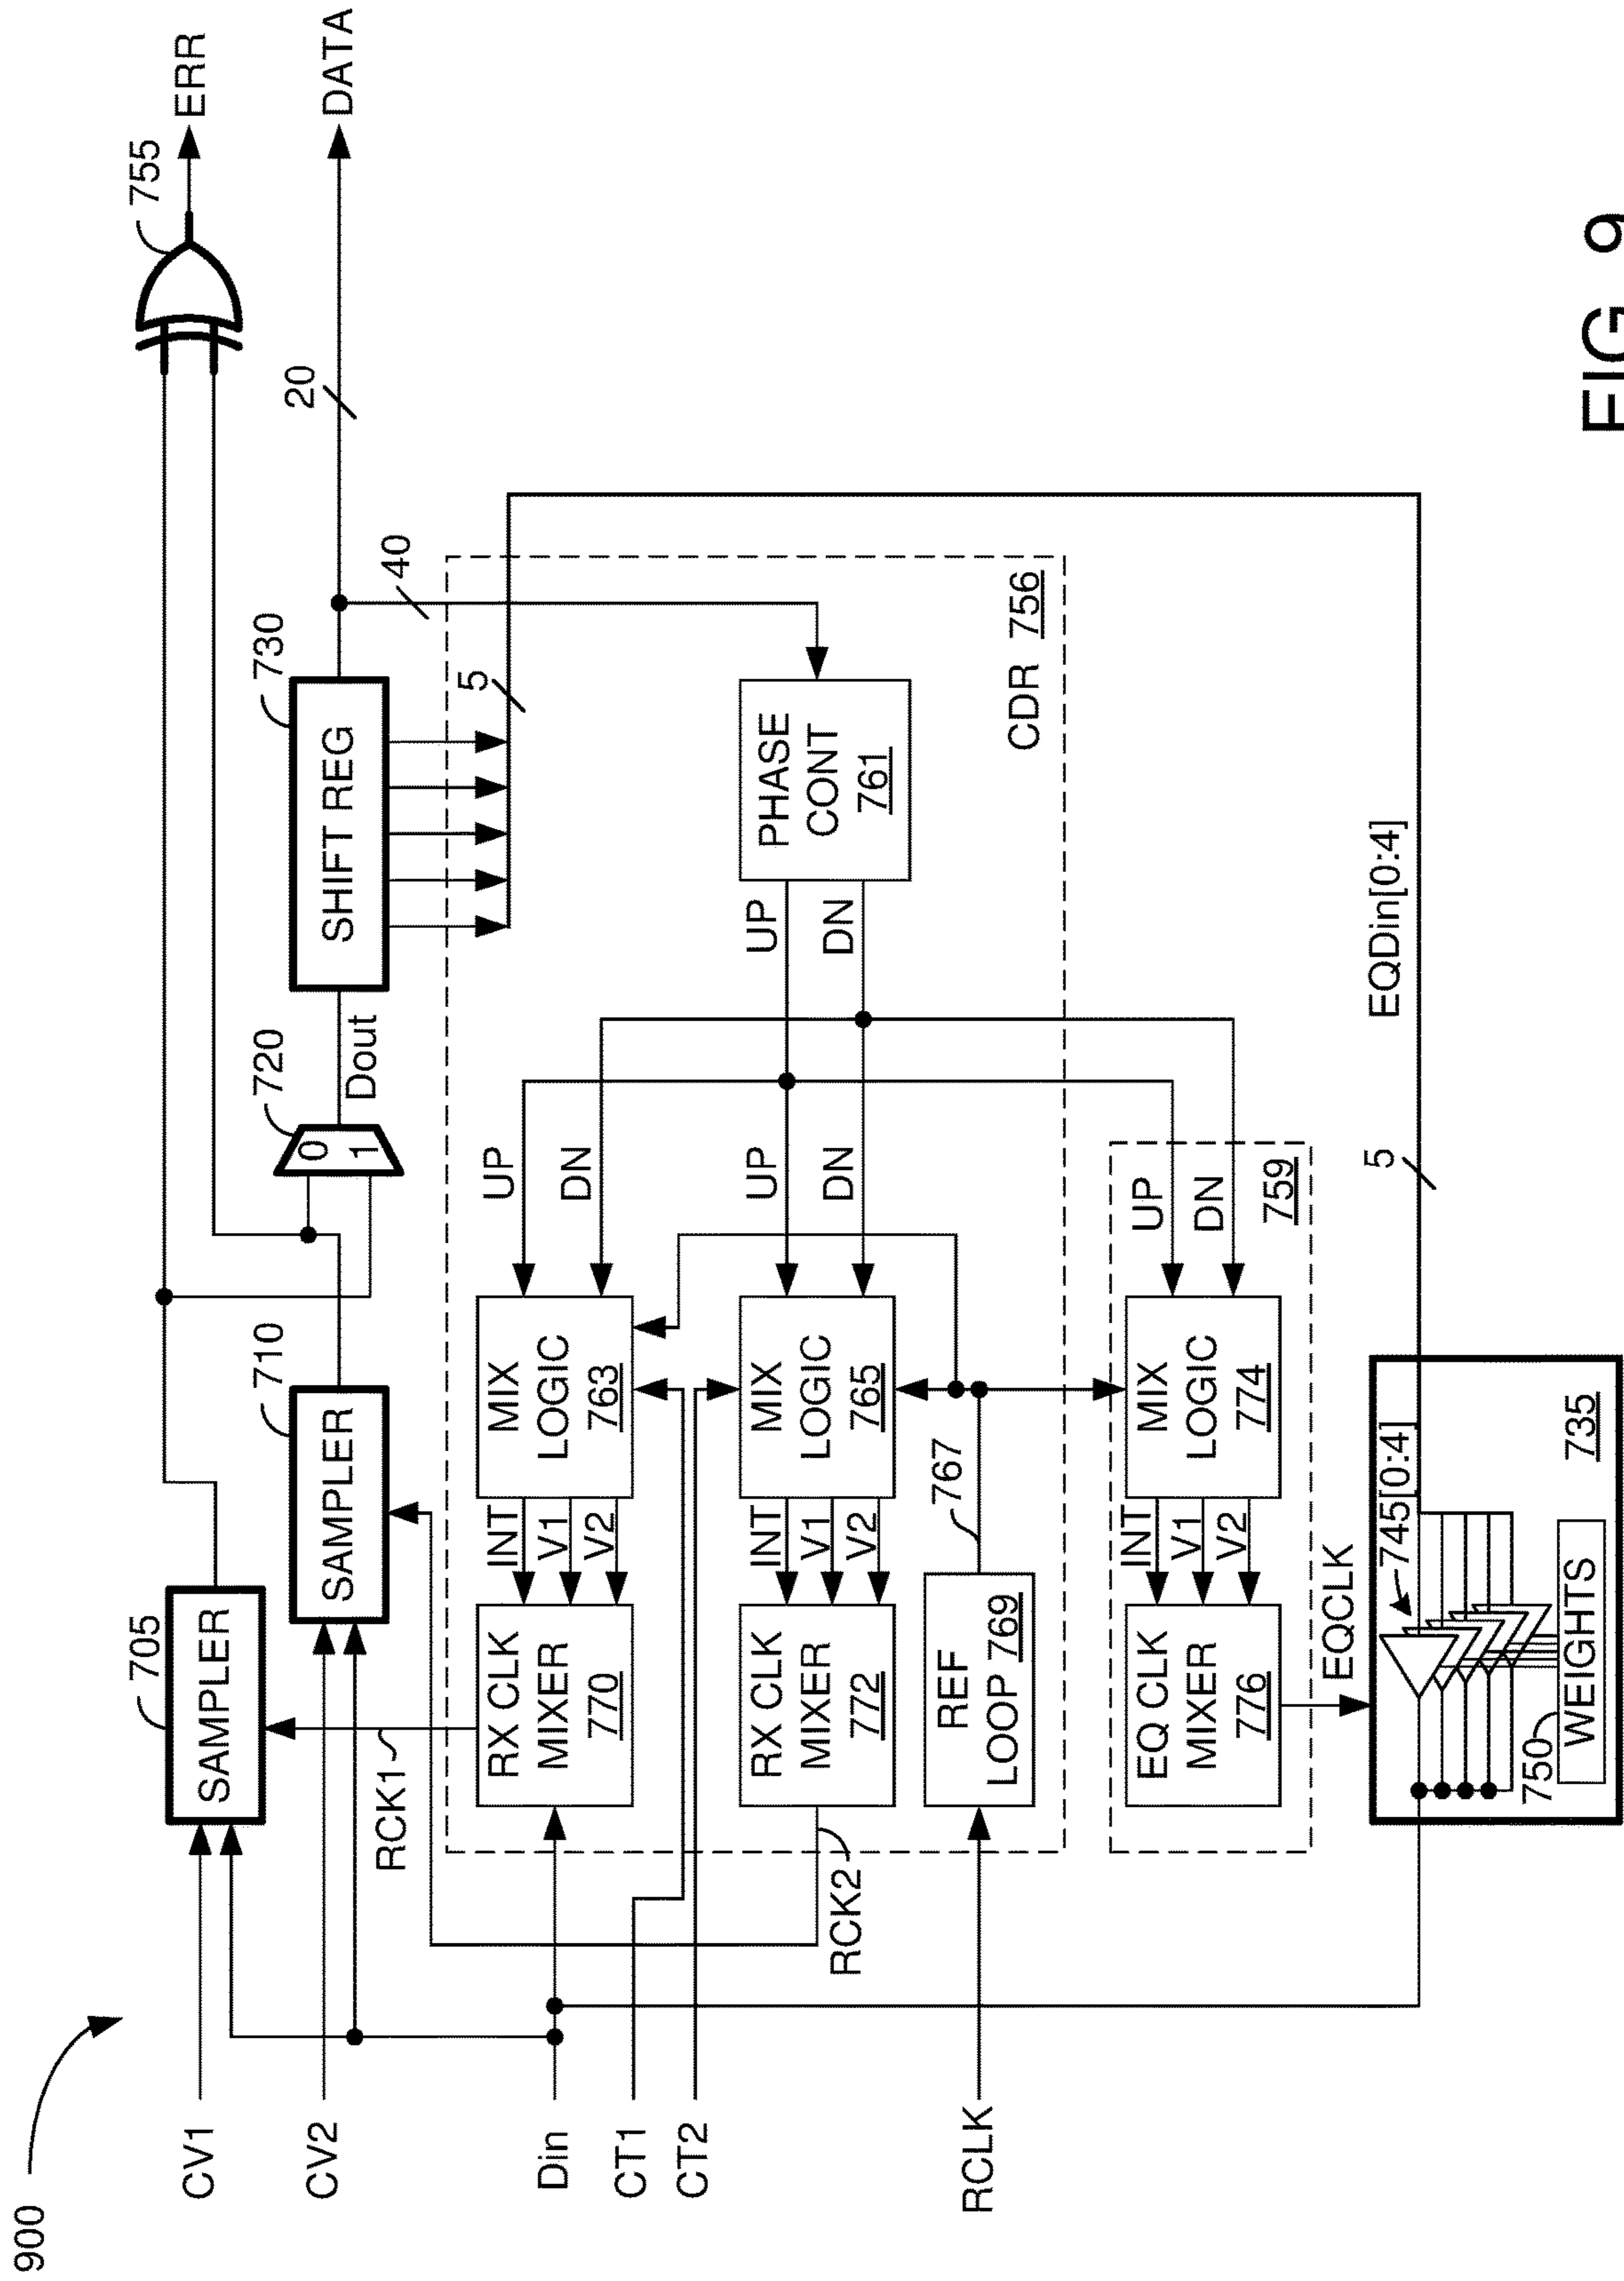 900
CV1
CV2
Din
CT1
CT2
RCLK
705
SAMPLER
710
SAMPLER
RCK1
RCK2
720
0
1
Dout
730
SHIFT REG
755
ERR
DATA
20
40
5
RX CLK
MIXER
770
INT
V1
V2
MIX
LOGIC
763
UP
DN
RX CLK
MIXER
772
INT
V1
V2
MIX
LOGIC
765
UP
DN
UP
DN
PHASE
CONT
761
REF
LOOP 769
767
CDR 756
EQ CLK
MIXER
776
INT
V1
V2
MIX
LOGIC
774
UP
DN
759
EQCLK
745[0:4]
750
WEIGHTS
735
5
EQDin[0:4]
FIG. 9